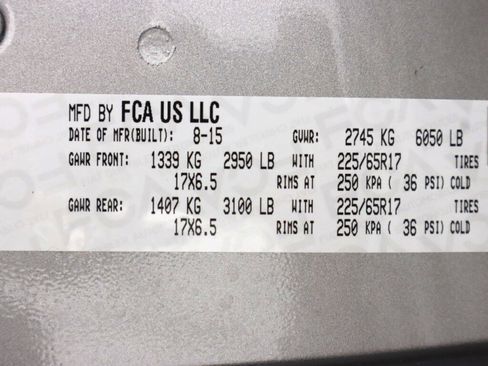 MFD BY FCA US LLC
DATE OF MFR(BUILT): 8-15 GVWR: 2745 KG 6050 LB
GAWR FRONT: 1339 KG 2950 LB WITH 225/65R17 TIRES
17X6.5 RIMS AT 250 KPA ( 36 PSI) COLD
GAWR REAR: 1407 KG 3100 LB WITH 225/65R17 TIRES
17X6.5 RIMS AT 250 KPA ( 36 PSI) COLD